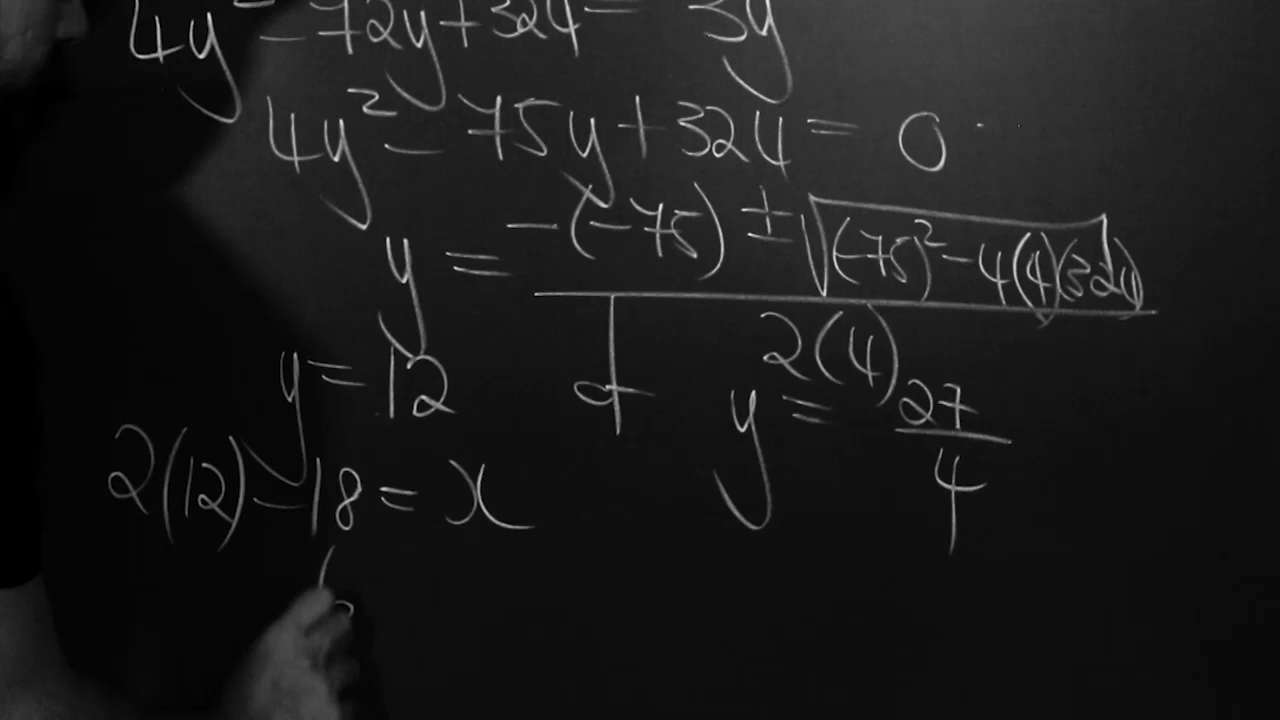 4y² - 72y + 324 = 3y
4y² - 75y + 324 = 0
y = (-(-75) ± √((-75)² - 4(4)(324))) / 2(4)
y = 12 or y = 27/4
2(12) - 18 = x
6